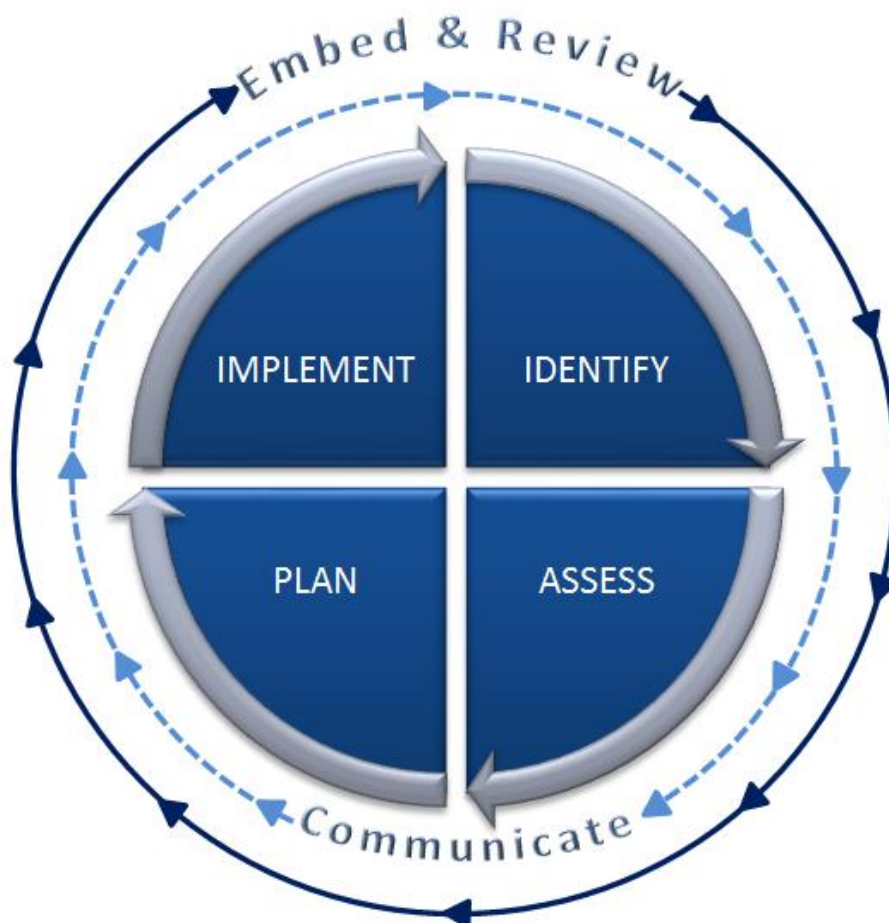 Embed & Review
IMPLEMENT
IDENTIFY
PLAN
ASSESS
Communicate